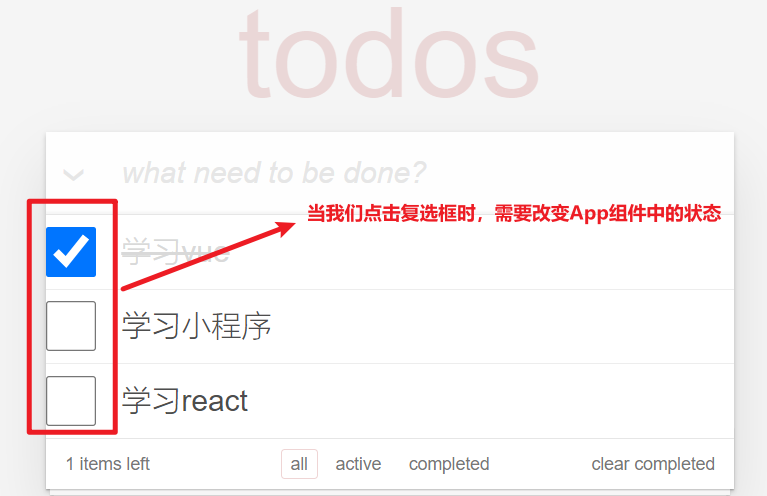 todos
what need to be done?
当我们点击复选框时，需要改变App组件中的状态
学习vue
学习小程序
学习react
1 items left all active completed clear completed